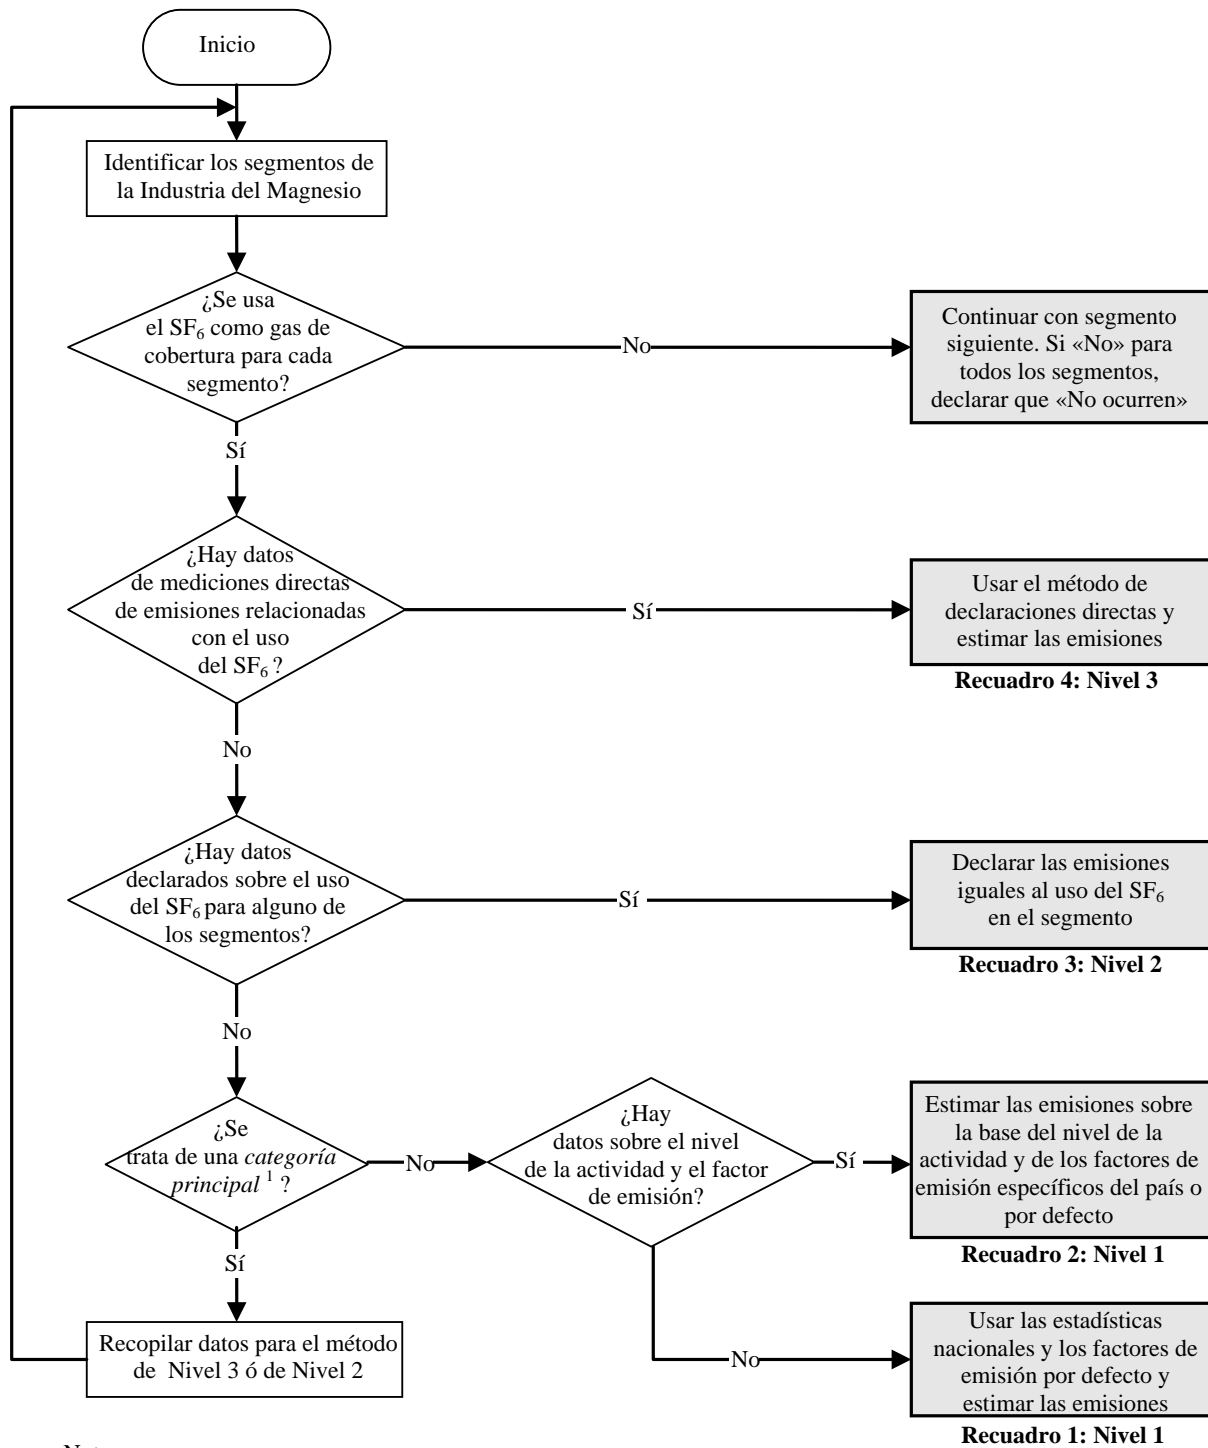 Inicio
Identificar los segmentos de
la Industria del Magnesio
¿Se usa
el SF₆ como gas de
cobertura para cada
segmento?
No
Continuar con segmento
siguiente. Si «No» para
todos los segmentos,
declarar que «No ocurren»
Sí
¿Hay datos
de mediciones directas
de emisiones relacionadas
con el uso
del SF₆ ?
Sí
Usar el método de
declaraciones directas y
estimar las emisiones
Recuadro 4: Nivel 3
No
¿Hay datos
declarados sobre el uso
del SF₆ para alguno de
los segmentos?
Sí
Declarar las emisiones
iguales al uso del SF₆
en el segmento
Recuadro 3: Nivel 2
No
¿Se
trata de una categoría
principal ¹ ?
No
¿Hay
datos sobre el nivel
de la actividad y el factor
de emisión?
Sí
Estimar las emisiones sobre
la base del nivel de la
actividad y de los factores de
emisión específicos del país o
por defecto
Recuadro 2: Nivel 1
Sí
Recopilar datos para el método
de Nivel 3 ó de Nivel 2
No
Usar las estadísticas
nacionales y los factores de
emisión por defecto y
estimar las emisiones
Recuadro 1: Nivel 1